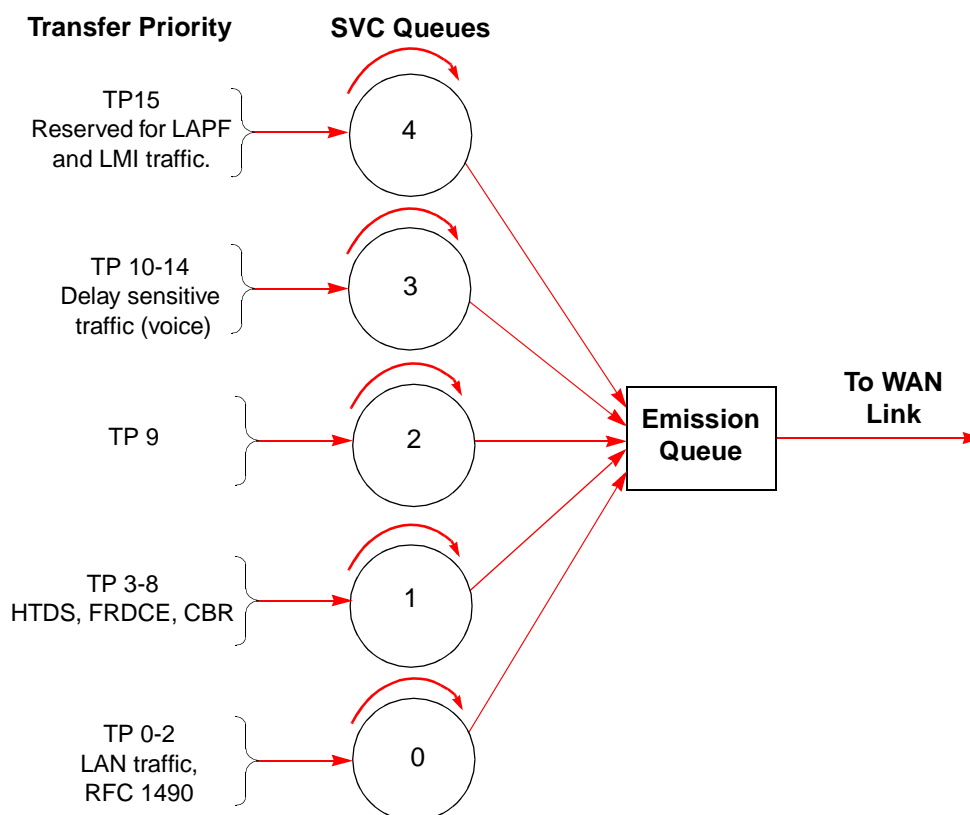 Transfer Priority
SVC Queues
TP15
Reserved for LAPF
and LMI traffic.
4
TP 10-14
Delay sensitive
traffic (voice)
3
TP 9
2
TP 3-8
HTDS, FRDCE, CBR
1
TP 0-2
LAN traffic,
RFC 1490
0
Emission
Queue
To WAN
Link